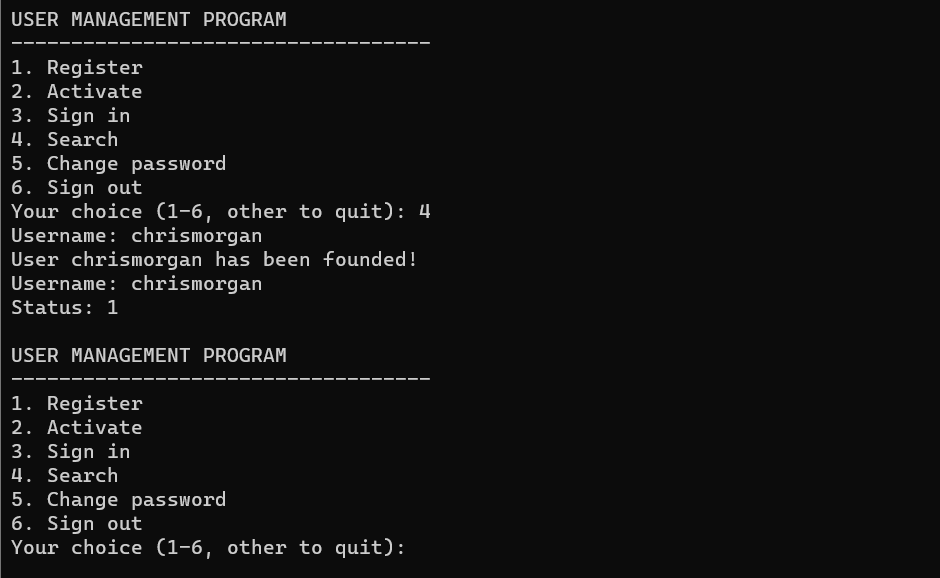 USER MANAGEMENT PROGRAM
-----------------------------------
1. Register
2. Activate
3. Sign in
4. Search
5. Change password
6. Sign out
Your choice (1-6, other to quit): 4
Username: chrismorgan
User chrismorgan has been founded!
Username: chrismorgan
Status: 1

USER MANAGEMENT PROGRAM
-----------------------------------
1. Register
2. Activate
3. Sign in
4. Search
5. Change password
6. Sign out
Your choice (1-6, other to quit):